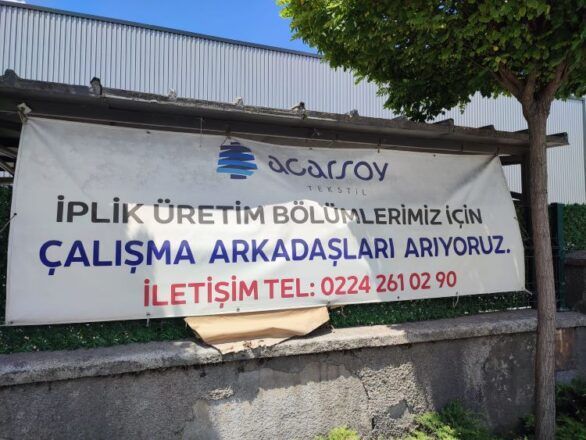 acarsoy
TEKSTİL
İPLİK ÜRETİM BÖLÜMLERİMİZ İÇİN
ÇALIŞMA ARKADAŞLARI ARIYORUZ.
İLETİŞİM TEL: 0224 261 02 90